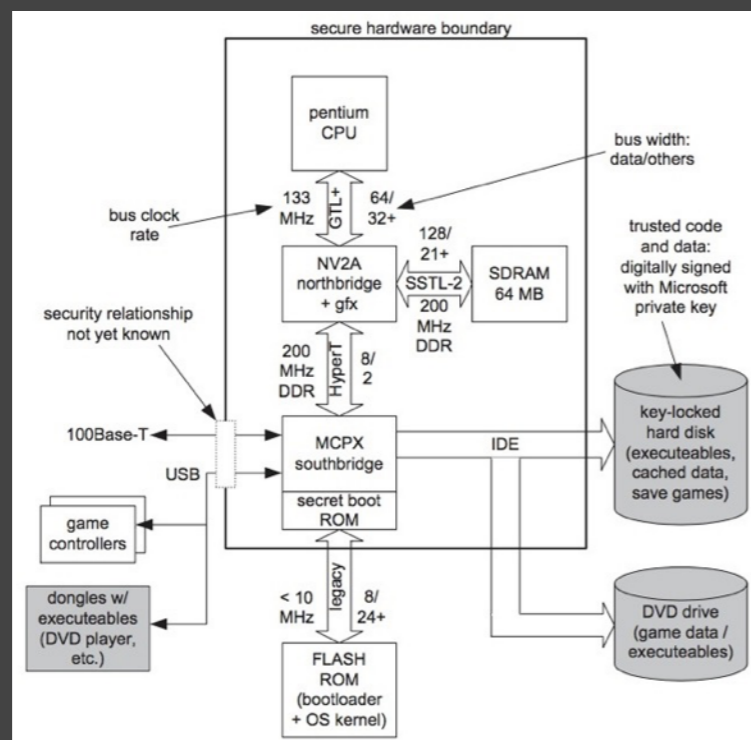 secure hardware boundary
pentium
CPU
bus width:
data/others
133
MHz
GTL+
64/
32+
bus clock
rate
128/
21+
trusted code
and data:
digitally signed
with Microsoft
private key
NV2A
northbridge
+ gfx
SSTL-2
SDRAM
64 MB
200
MHz
DDR
security relationship
not yet known
200
MHz
DDR
HyperT
8/
2
key-locked
hard disk
(executeables,
cached data,
save games)
100Base-T
MCPX
southbridge
IDE
USB
secret boot
ROM
game
controllers
< 10
MHz
legacy
8/
24+
dongles w/
executeables
(DVD player,
etc.)
DVD drive
(game data /
executeables)
FLASH
ROM
(bootloader
+ OS kernel)